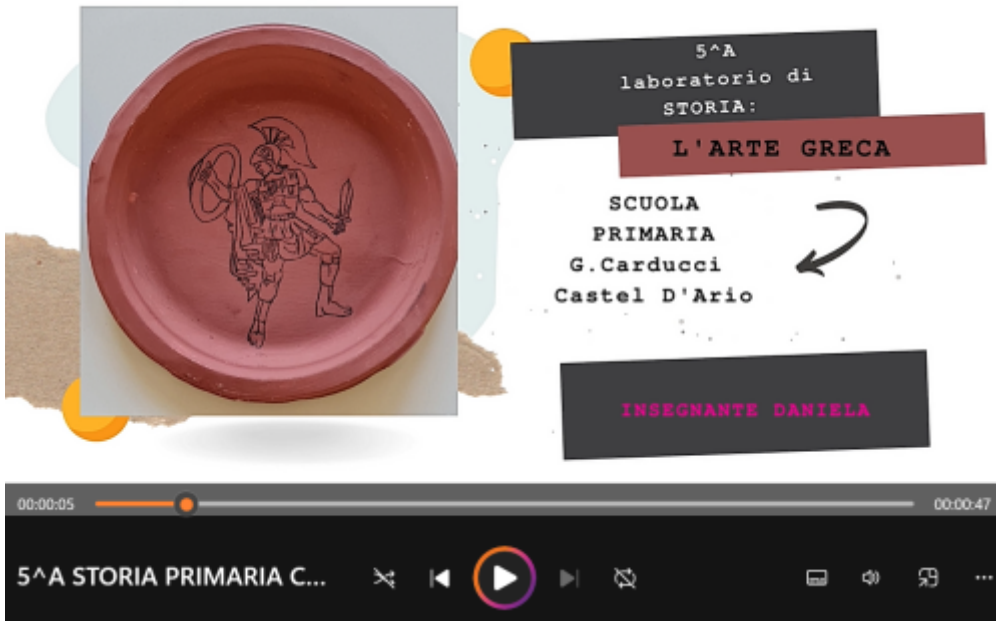 5^A
laboratorio di
STORIA:
L'ARTE GRECA
SCUOLA
PRIMARIA
G.Carducci
Castel D'Ario
INSEGNANTE DANIELA
00:00:05
00:00:47
5^A STORIA PRIMARIA C...